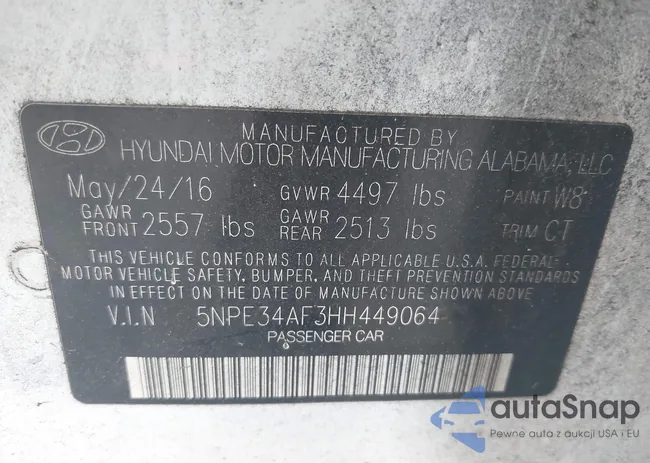 MANUFACTURED BY
HYUNDAI MOTOR MANUFACTURING ALABAMA, LLC
May/24/16 GVWR 4497 lbs PAINT W8
GAWR FRONT 2557 lbs GAWR REAR 2513 lbs TRIM CT
THIS VEHICLE CONFORMS TO ALL APPLICABLE U.S.A. FEDERAL
MOTOR VEHICLE SAFETY, BUMPER, AND THEFT PREVENTION STANDARDS
IN EFFECT ON THE DATE OF MANUFACTURE SHOWN ABOVE
V.I.N 5NPE34AF3HH449064
PASSENGER CAR
autaSnap
Pewne auta z aukcji USA i EU